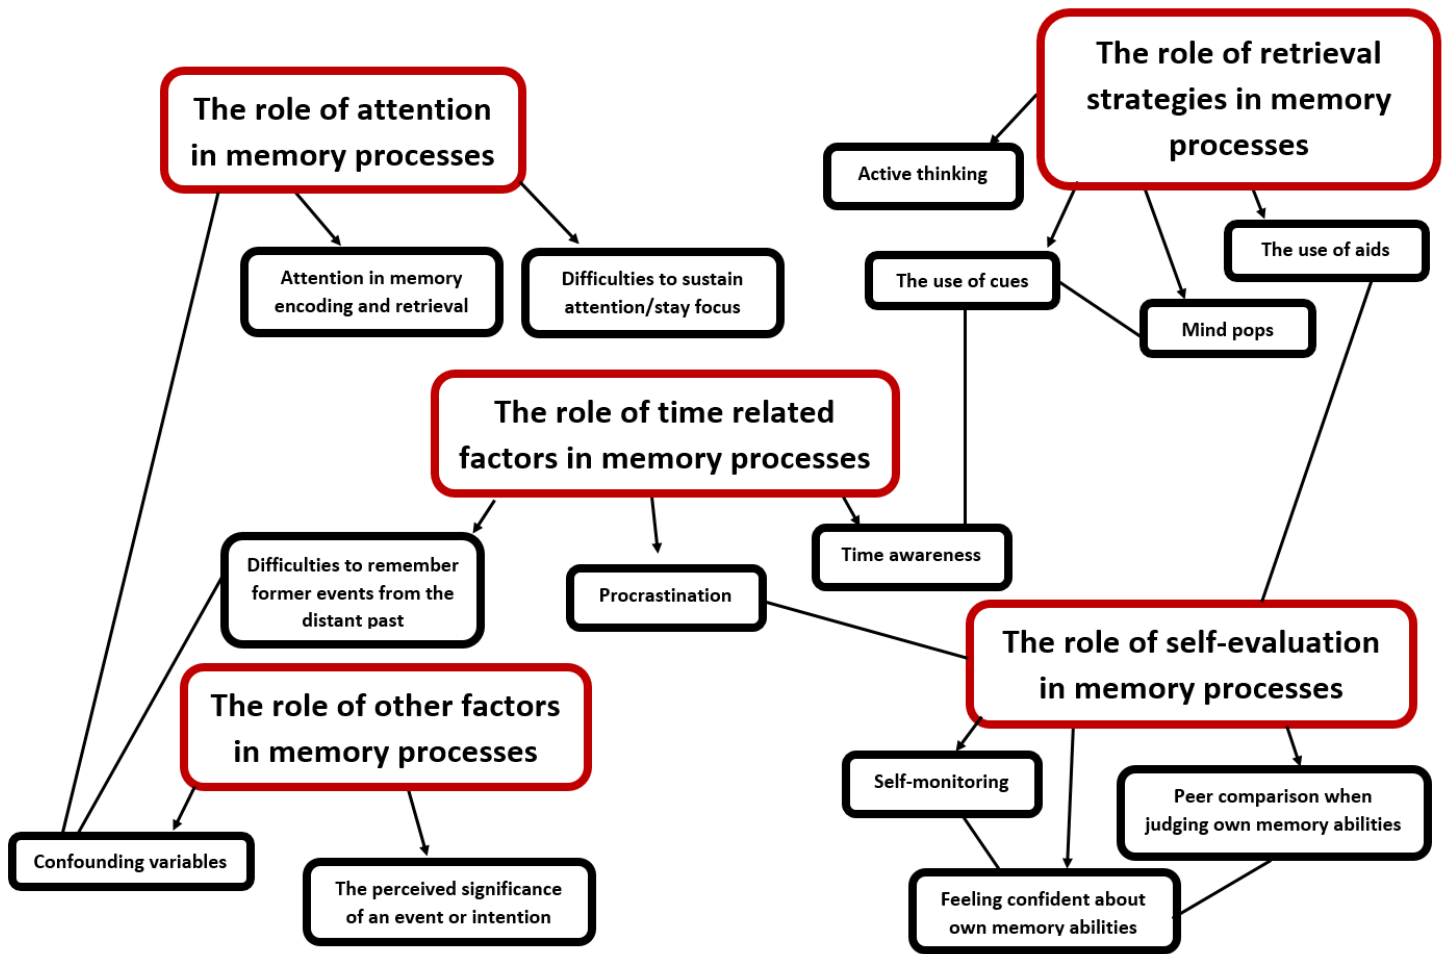 The role of retrieval
strategies in memory
processes
The role of attention
in memory processes
Active thinking
The use of aids
Attention in memory
encoding and retrieval
Difficulties to sustain
attention/stay focus
The use of cues
Mind pops
The role of time related
factors in memory processes
Difficulties to remember
former events from the
distant past
Procrastination
Time awareness
The role of self-evaluation
in memory processes
The role of other factors
in memory processes
Self-monitoring
Peer comparison when
judging own memory abilities
Confounding variables
The perceived significance
of an event or intention
Feeling confident about
own memory abilities